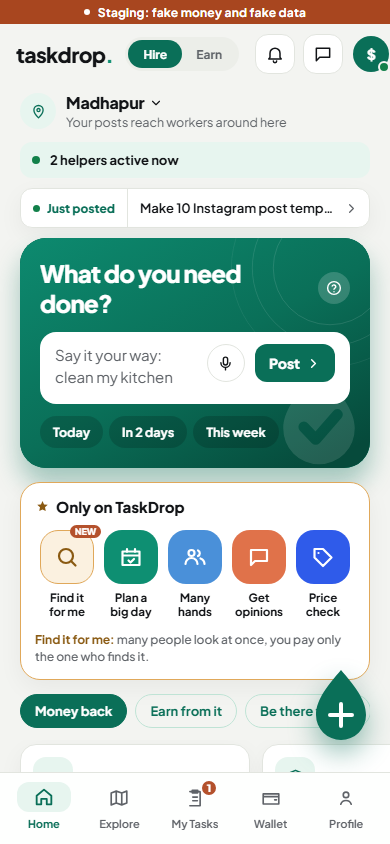 Staging: fake money and fake data
taskdrop.
Hire
Earn
$
Madhapur
Your posts reach workers around here
2 helpers active now
Just posted
Make 10 Instagram post temp...
What do you need
done?
Say it your way:
clean my kitchen
Post
Today
In 2 days
This week
Only on TaskDrop
NEW
Find it
for me
Plan a
big day
Many
hands
Get
opinions
Price
check
Find it for me: many people look at once, you pay only
the one who finds it.
Money back
Earn from it
Be there
1
Home
Explore
My Tasks
Wallet
Profile